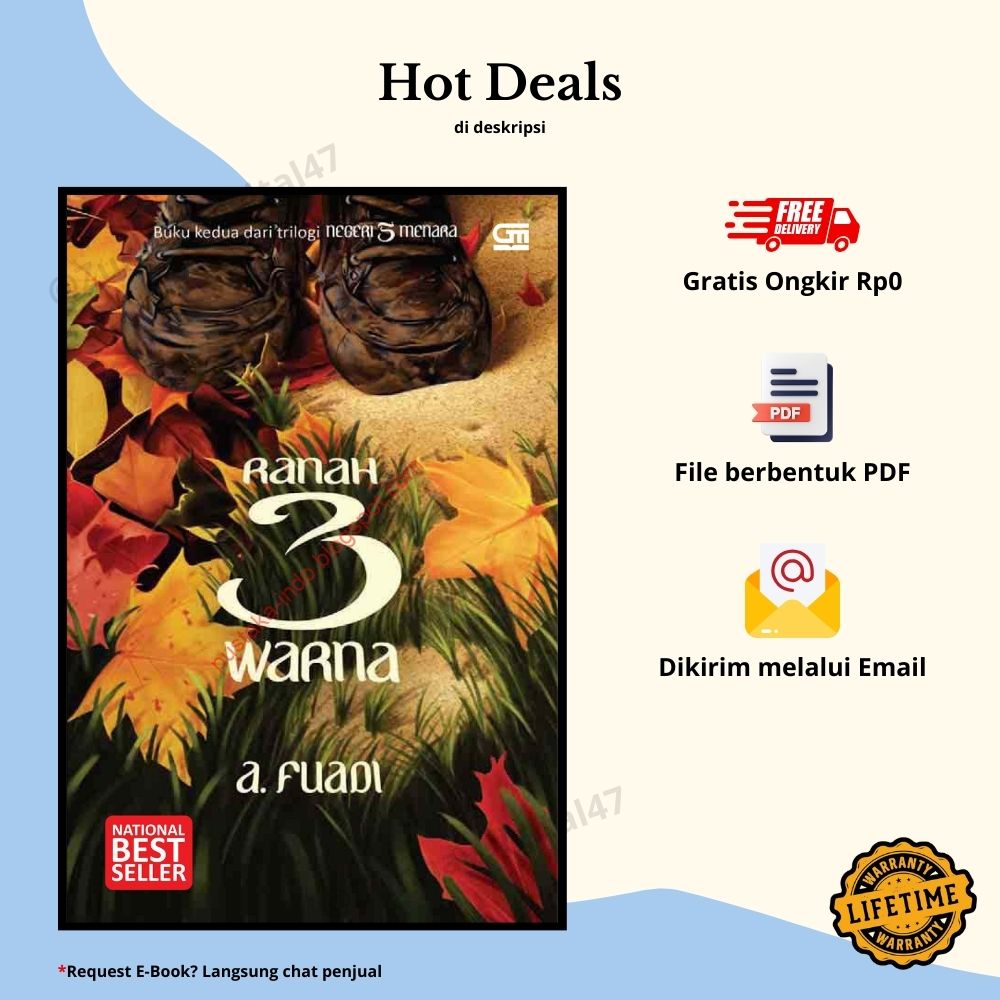 Hot Deals
di deskripsi
Buku kedua dari trilogi NEGERI 5 MENARA
GM
RANAH
3
WARNA
A. FUADI
NATIONAL
BEST
SELLER
FREE
DELIVERY
Gratis Ongkir Rp0
PDF
File berbentuk PDF
@
Dikirim melalui Email
WARRANTY
LIFETIME
WARRANTY
*Request E-Book? Langsung chat penjual